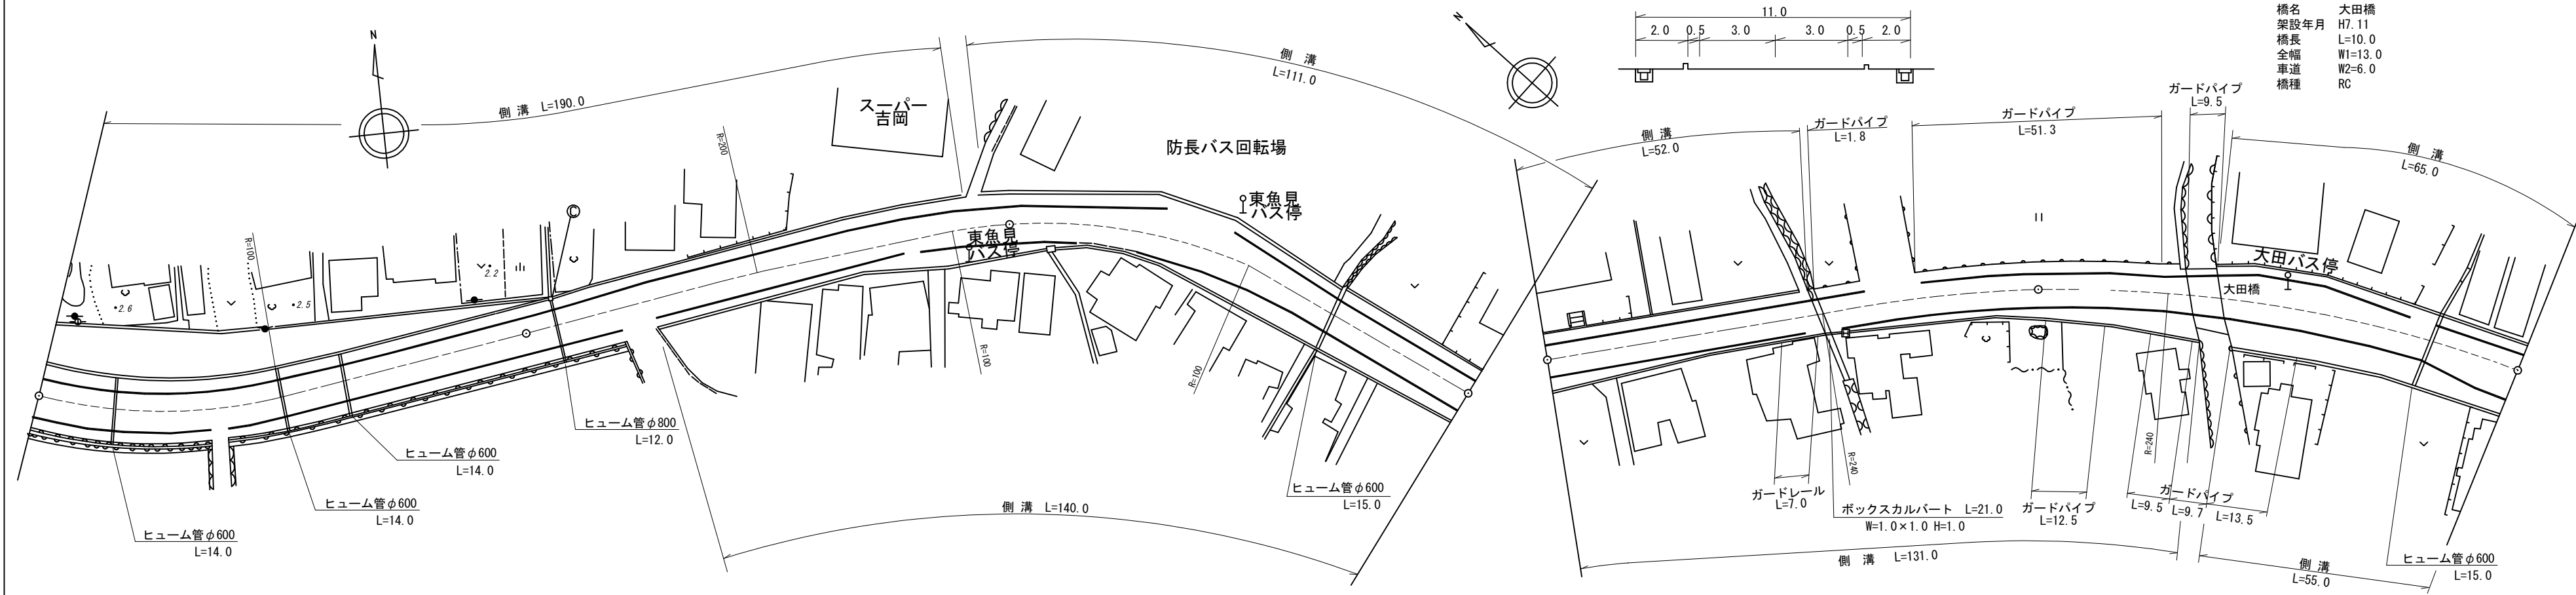 N
側 溝 L=190.0
スーパー
吉岡
側 溝
L=111.0
防長バス回転場
東魚見
バス停
東魚見
バス停
R=200
R=100
R=100
R=100
C
2.6
2.5
2.2
ヒューム管φ600
L=14.0
ヒューム管φ600
L=14.0
ヒューム管φ600
L=14.0
ヒューム管φ800
L=12.0
側 溝 L=140.0
ヒューム管φ600
L=15.0
N
11.0
2.0 0.5 3.0 3.0 0.5 2.0
橋名 大田橋
架設年月 H7.11
橋長 L=10.0
全幅 W1=13.0
車道 W2=6.0
橋種 RC
側 溝
L=52.0
ガードパイプ
L=1.8
ガードパイプ
L=51.3
ガードパイプ
L=9.5
側 溝
L=65.0
大田バス停
大田橋
R=240
R=240
ガードレール
L=7.0
ボックスカルバート L=21.0
W=1.0×1.0 H=1.0
ガードパイプ
L=12.5
ガードパイプ
L=9.5 L=9.7 L=13.5
側 溝 L=131.0
側 溝
L=55.0
ヒューム管φ600
L=15.0